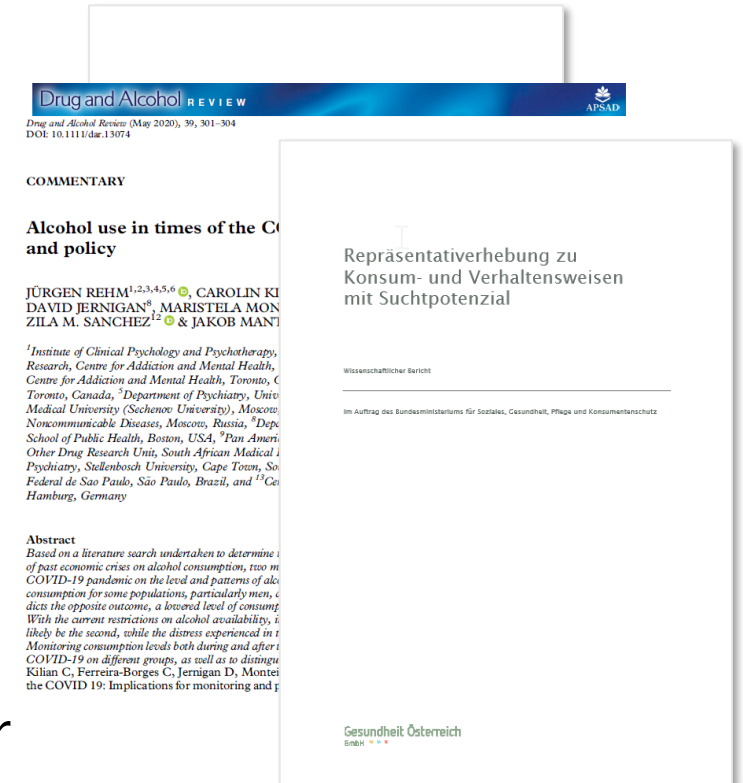 Drug and Alcohol REVIEW
APSAD
Drug and Alcohol Review (May 2020), 39, 301–304
DOI: 10.1111/dar.13074
COMMENTARY
Alcohol use in times of the C
and policy
JÜRGEN REHM1,2,3,4,5,6, CAROLIN KI
DAVID JERNIGAN8, MARISTELA MON
ZILA M. SANCHEZ12 & JAKOB MANT
1Institute of Clinical Psychology and Psychotherapy,
Research, Centre for Addiction and Mental Health,
Centre for Addiction and Mental Health, Toronto, C
Toronto, Canada, 5Department of Psychiatry, Univ
Medical University (Sechenov University), Moscow,
Noncommunicable Diseases, Moscow, Russia, 8Depa
School of Public Health, Boston, USA, 9Pan Ameri
Other Drug Research Unit, South African Medical
Psychiatry, Stellenbosch University, Cape Town, So
Federal de Sao Paulo, São Paulo, Brazil, and 13Ce
Hamburg, Germany
Abstract
Based on a literature search undertaken to determine
of past economic crises on alcohol consumption, two m
COVID-19 pandemic on the level and patterns of alc
consumption for some populations, particularly men,
dicts the opposite outcome, a lowered level of consump
With the current restrictions on alcohol availability, i
likely be the second, while the distress experienced in t
Monitoring consumption levels both during and after
COVID-19 on different groups, as well as to distingu
Kilian C, Ferreira-Borges C, Jernigan D, Montei
the COVID 19: Implications for monitoring and p
Repräsentativerhebung zu
Konsum- und Verhaltensweisen
mit Suchtpotenzial
Wissenschaftlicher Bericht
Im Auftrag des Bundesministeriums für Soziales, Gesundheit, Pflege und Konsumentenschutz
Gesundheit Österreich
GmbH